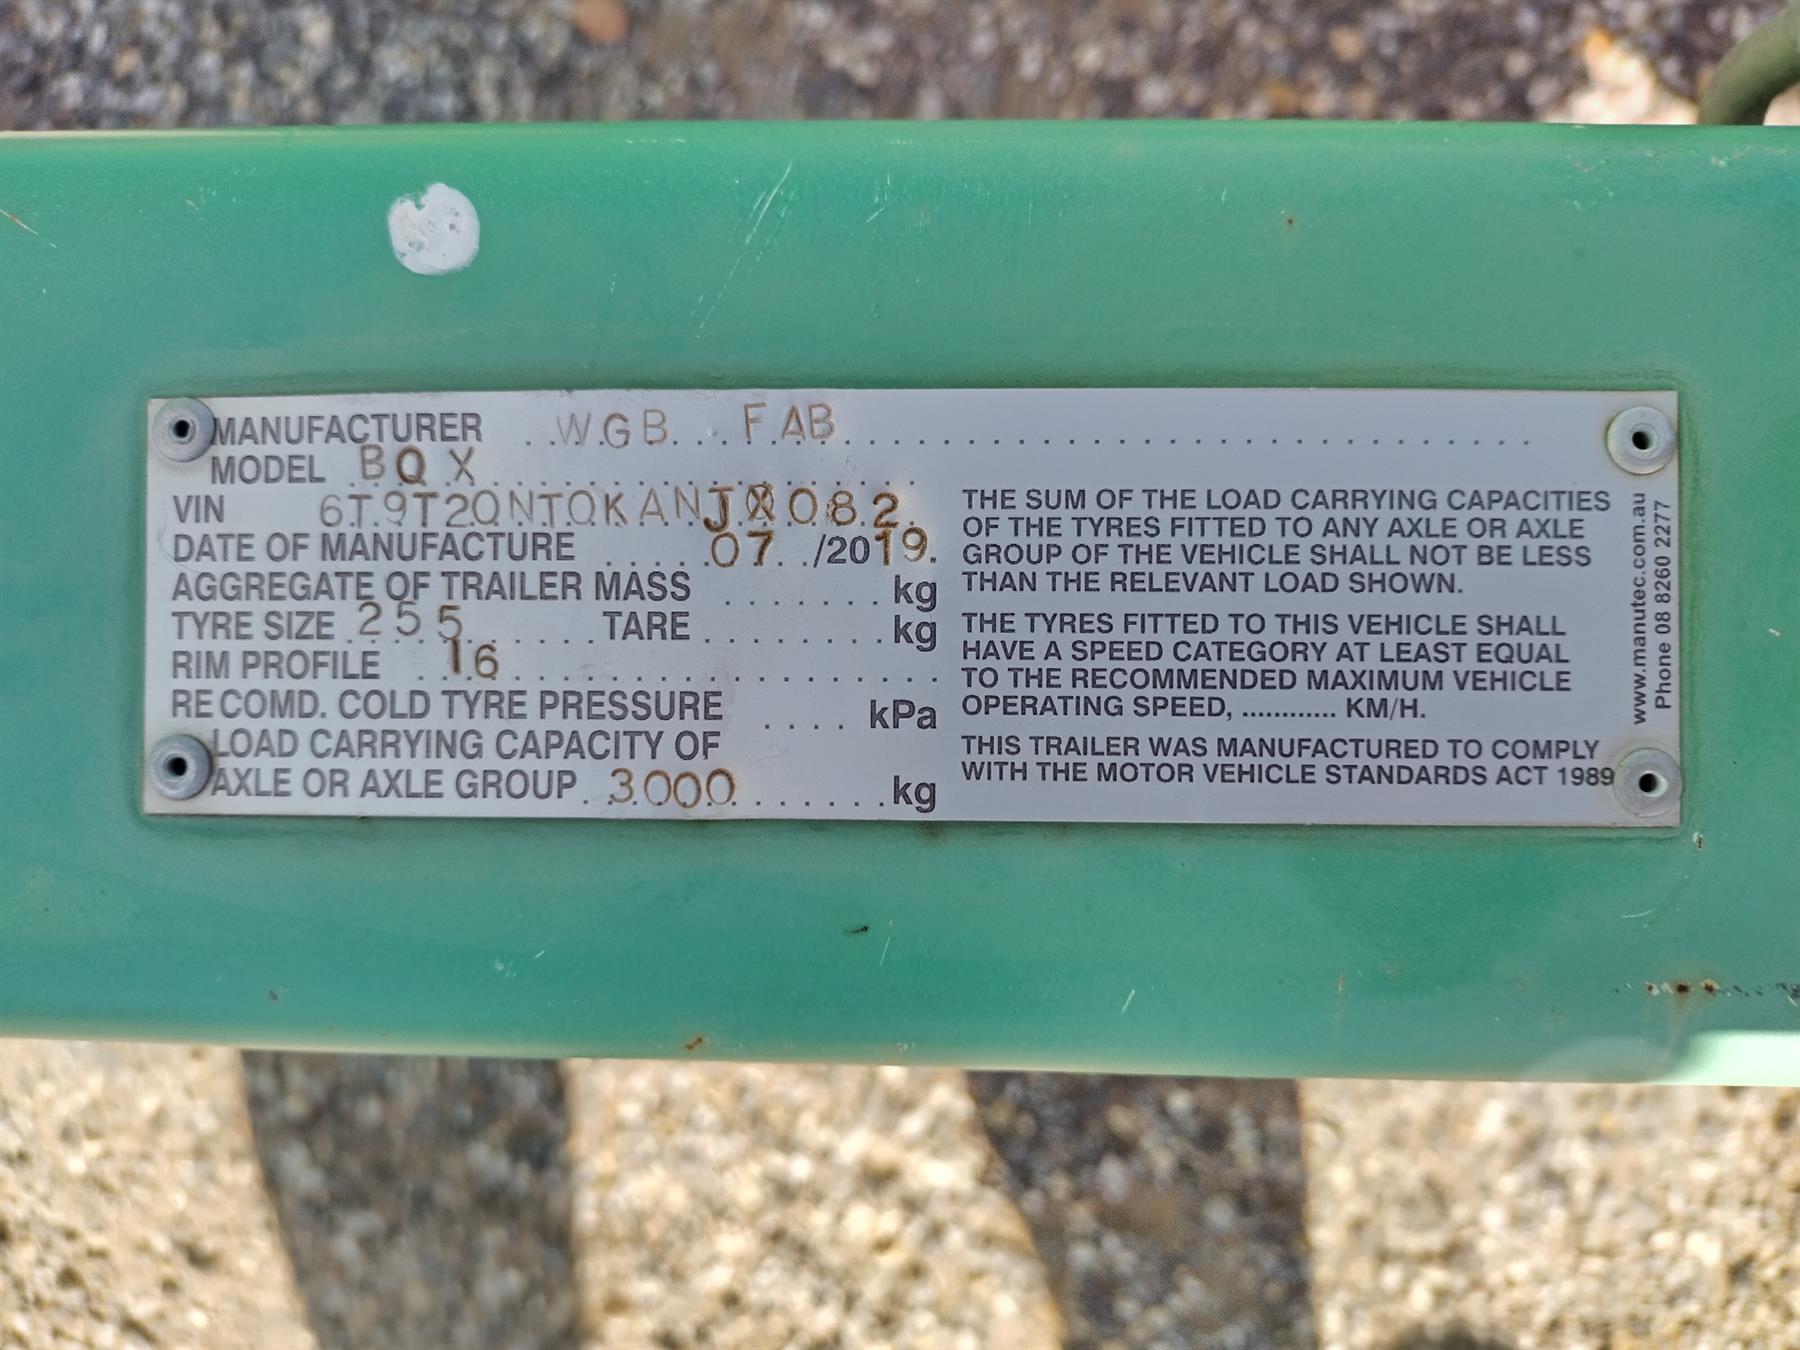 MANUFACTURER ..W.G B... F.AB........................................
MODEL BQX......................
VIN 6T9T20NT0KANJX082.
DATE OF MANUFACTURE .....07../2019.
AGGREGATE OF TRAILER MASS ....... kg
TYRE SIZE 255........ TARE ........ kg
RIM PROFILE 16......................
RECOMD. COLD TYRE PRESSURE .... kPa
LOAD CARRYING CAPACITY OF
AXLE OR AXLE GROUP 3000....... kg
THE SUM OF THE LOAD CARRYING CAPACITIES
OF THE TYRES FITTED TO ANY AXLE OR AXLE
GROUP OF THE VEHICLE SHALL NOT BE LESS
THAN THE RELEVANT LOAD SHOWN.
THE TYRES FITTED TO THIS VEHICLE SHALL
HAVE A SPEED CATEGORY AT LEAST EQUAL
TO THE RECOMMENDED MAXIMUM VEHICLE
OPERATING SPEED, ............ KM/H.
THIS TRAILER WAS MANUFACTURED TO COMPLY
WITH THE MOTOR VEHICLE STANDARDS ACT 1989
www.manutec.com.au
Phone 08 8260 2277